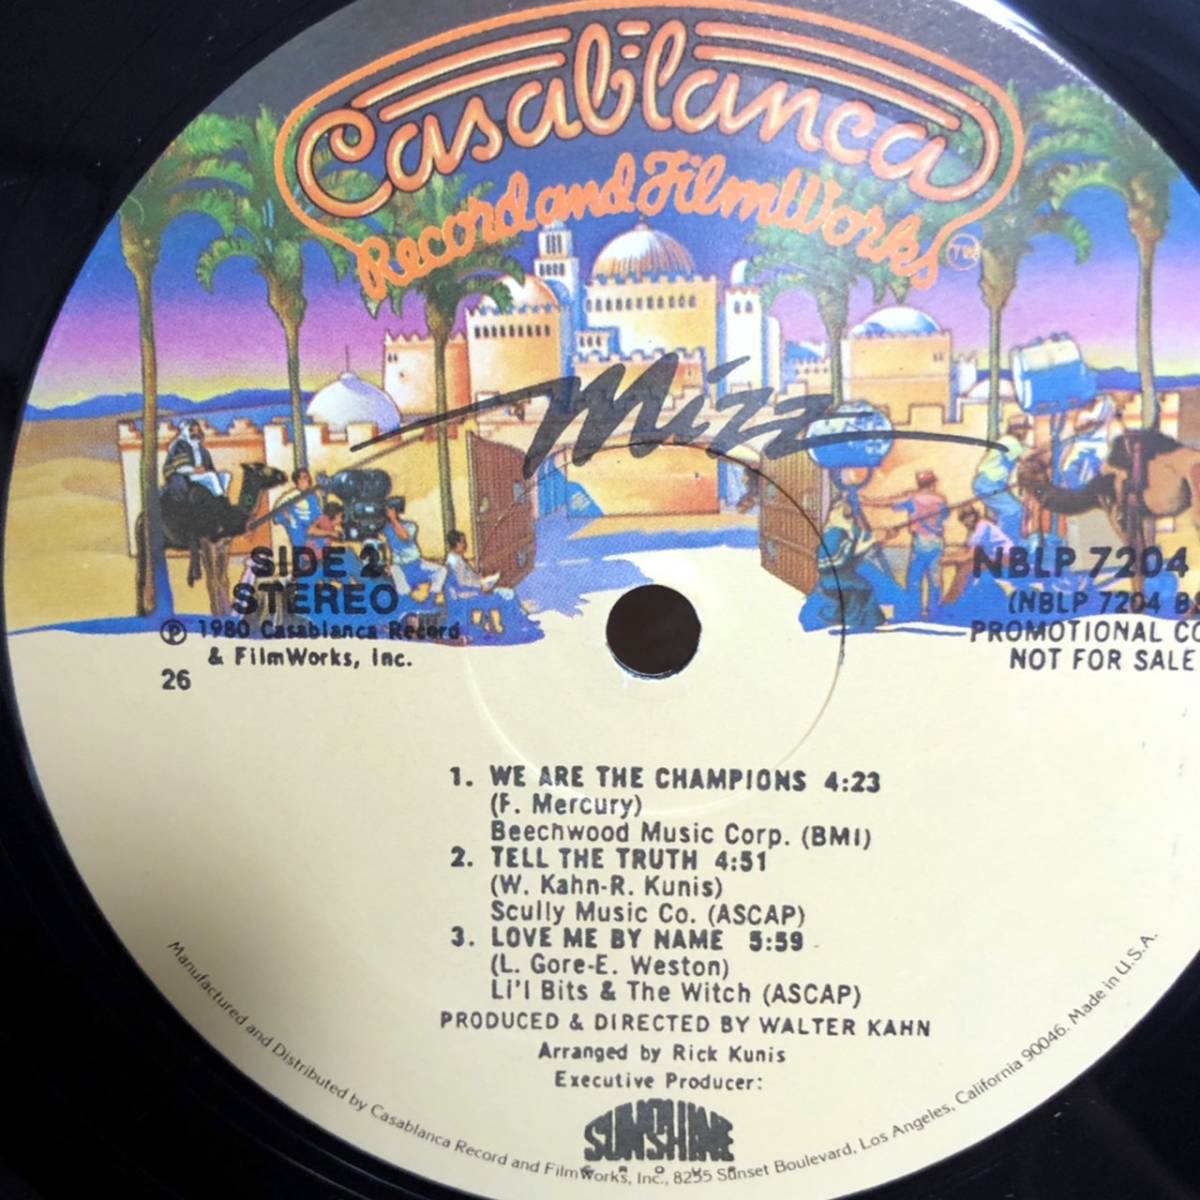 Casablanca
Record and FilmWorks
TM
Mizz
SIDE 2
STEREO
℗ 1980 Casablanca Record
& FilmWorks, Inc.
26
NBLP 7204
(NBLP 7204 B
PROMOTIONAL CO
NOT FOR SALE
1. WE ARE THE CHAMPIONS 4:23
(F. Mercury)
Beechwood Music Corp. (BMI)
2. TELL THE TRUTH 4:51
(W. Kahn-R. Kunis)
Scully Music Co. (ASCAP)
3. LOVE ME BY NAME 5:59
(L. Gore-E. Weston)
Li'l Bits & The Witch (ASCAP)
PRODUCED & DIRECTED BY WALTER KAHN
Arranged by Rick Kunis
Executive Producer:
SUNSHINE
Manufactured and Distributed by Casablanca Record and FilmWorks, Inc., 8255 Sunset Boulevard, Los Angeles, California 90046. Made in U.S.A.